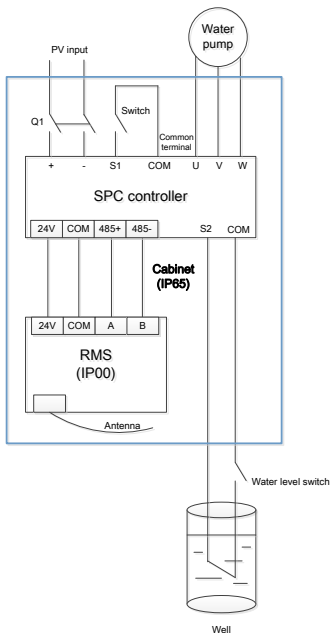 Water
pump
PV input
Q1
Switch
Common
terminal
+ - S1 COM U V W
SPC controller
24V COM 485+ 485- S2 COM
Cabinet
(IP65)
24V COM A B
RMS
(IP00)
Antenna
Water level switch
Well